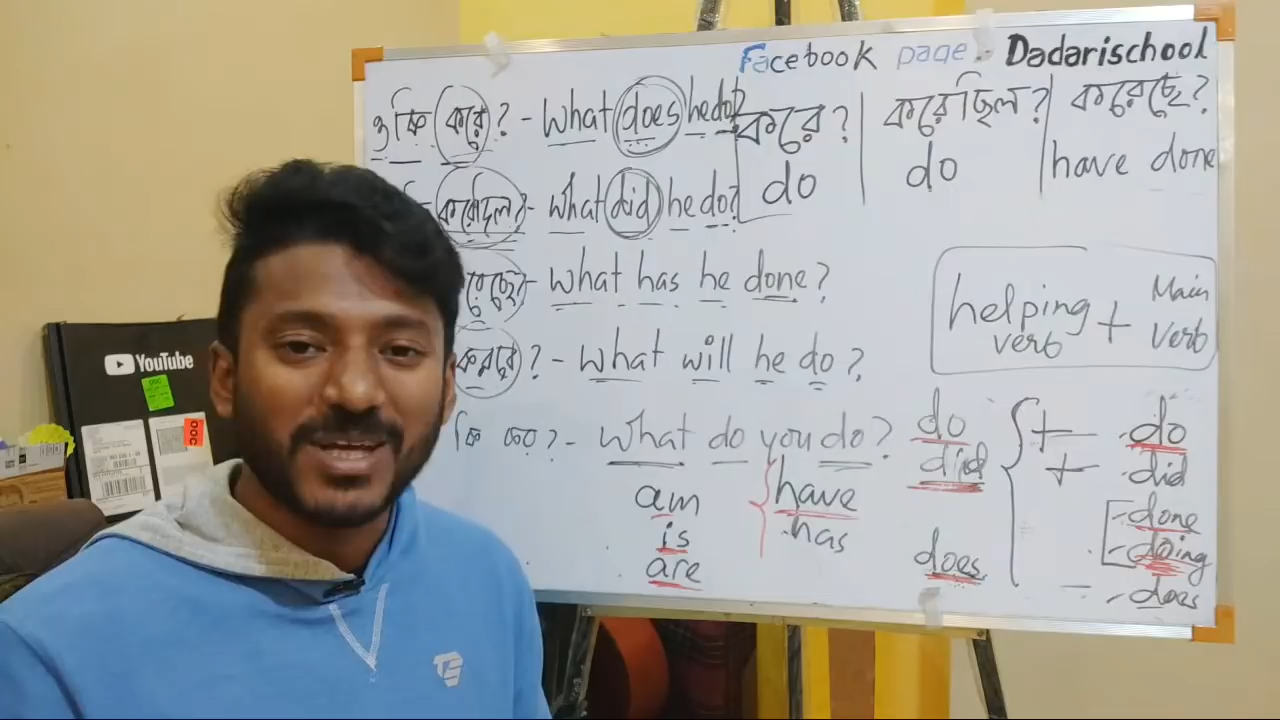 Facebook page - Dadarischool
ও কি করে? - What does he do?
করেছিল? - What did he do?
রেছে? - What has he done?
করবে? - What will he do?
কি কর? - What do you do?
করে? করেছিল? করেছে?
do do have done
helping verb + Main Verb
am
is
are
have
has
do
did
does
+ do
+ did
- done
- doing
- does
YouTube